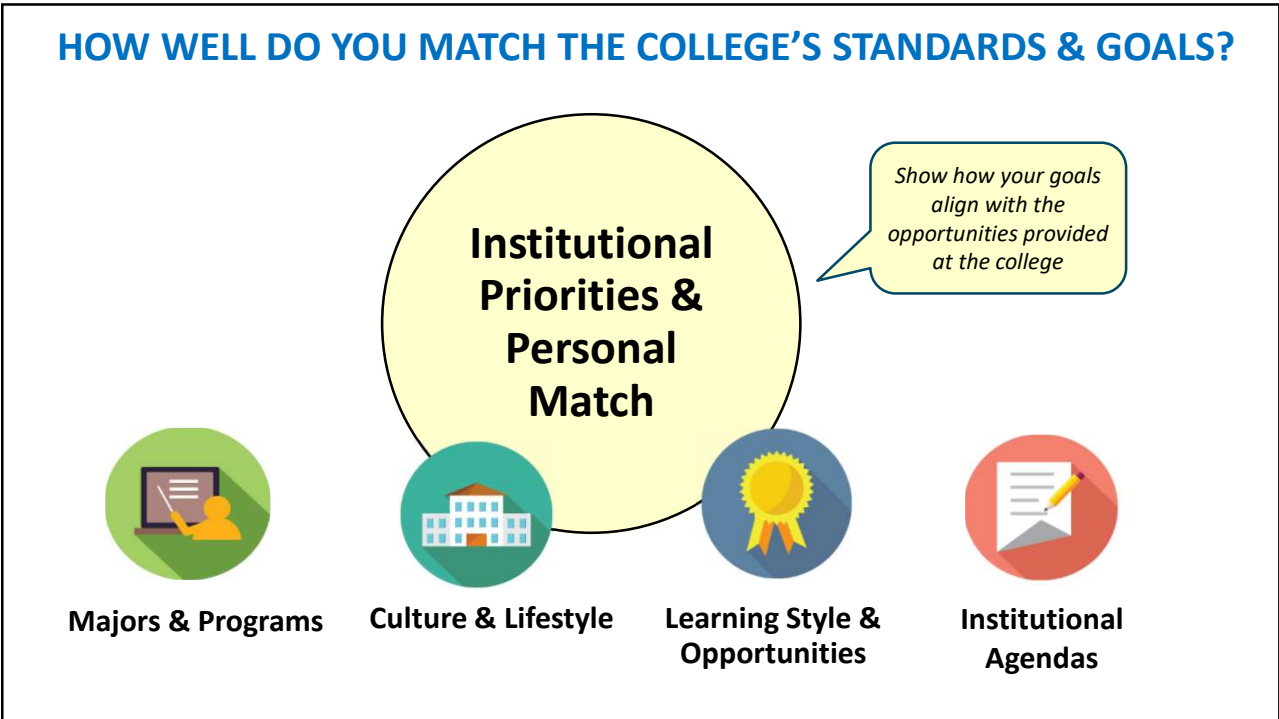 HOW WELL DO YOU MATCH THE COLLEGE’S STANDARDS & GOALS?
Institutional
Priorities &
Personal
Match
Show how your goals
align with the
opportunities provided
at the college
Majors & Programs
Culture & Lifestyle
Learning Style &
Opportunities
Institutional
Agendas